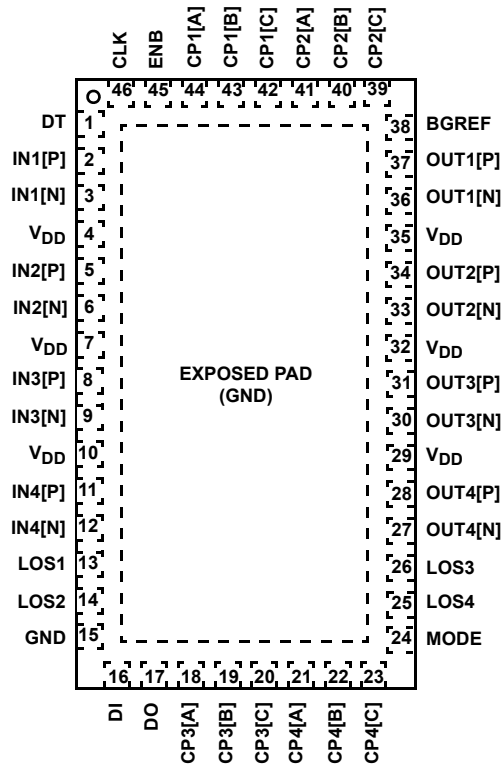 CLK ENB CP1[A] CP1[B] CP1[C] CP2[A] CP2[B] CP2[C]
46 45 44 43 42 41 40 39
DT 1 38 BGREF
IN1[P] 2 37 OUT1[P]
IN1[N] 3 36 OUT1[N]
VDD 4 35 VDD
IN2[P] 5 34 OUT2[P]
IN2[N] 6 33 OUT2[N]
VDD 7 32 VDD
IN3[P] 8 EXPOSED PAD 31 OUT3[P]
(GND)
IN3[N] 9 30 OUT3[N]
VDD 10 29 VDD
IN4[P] 11 28 OUT4[P]
IN4[N] 12 27 OUT4[N]
LOS1 13 26 LOS3
LOS2 14 25 LOS4
GND 15 24 MODE
16 17 18 19 20 21 22 23
DI DO CP3[A] CP3[B] CP3[C] CP4[A] CP4[B] CP4[C]